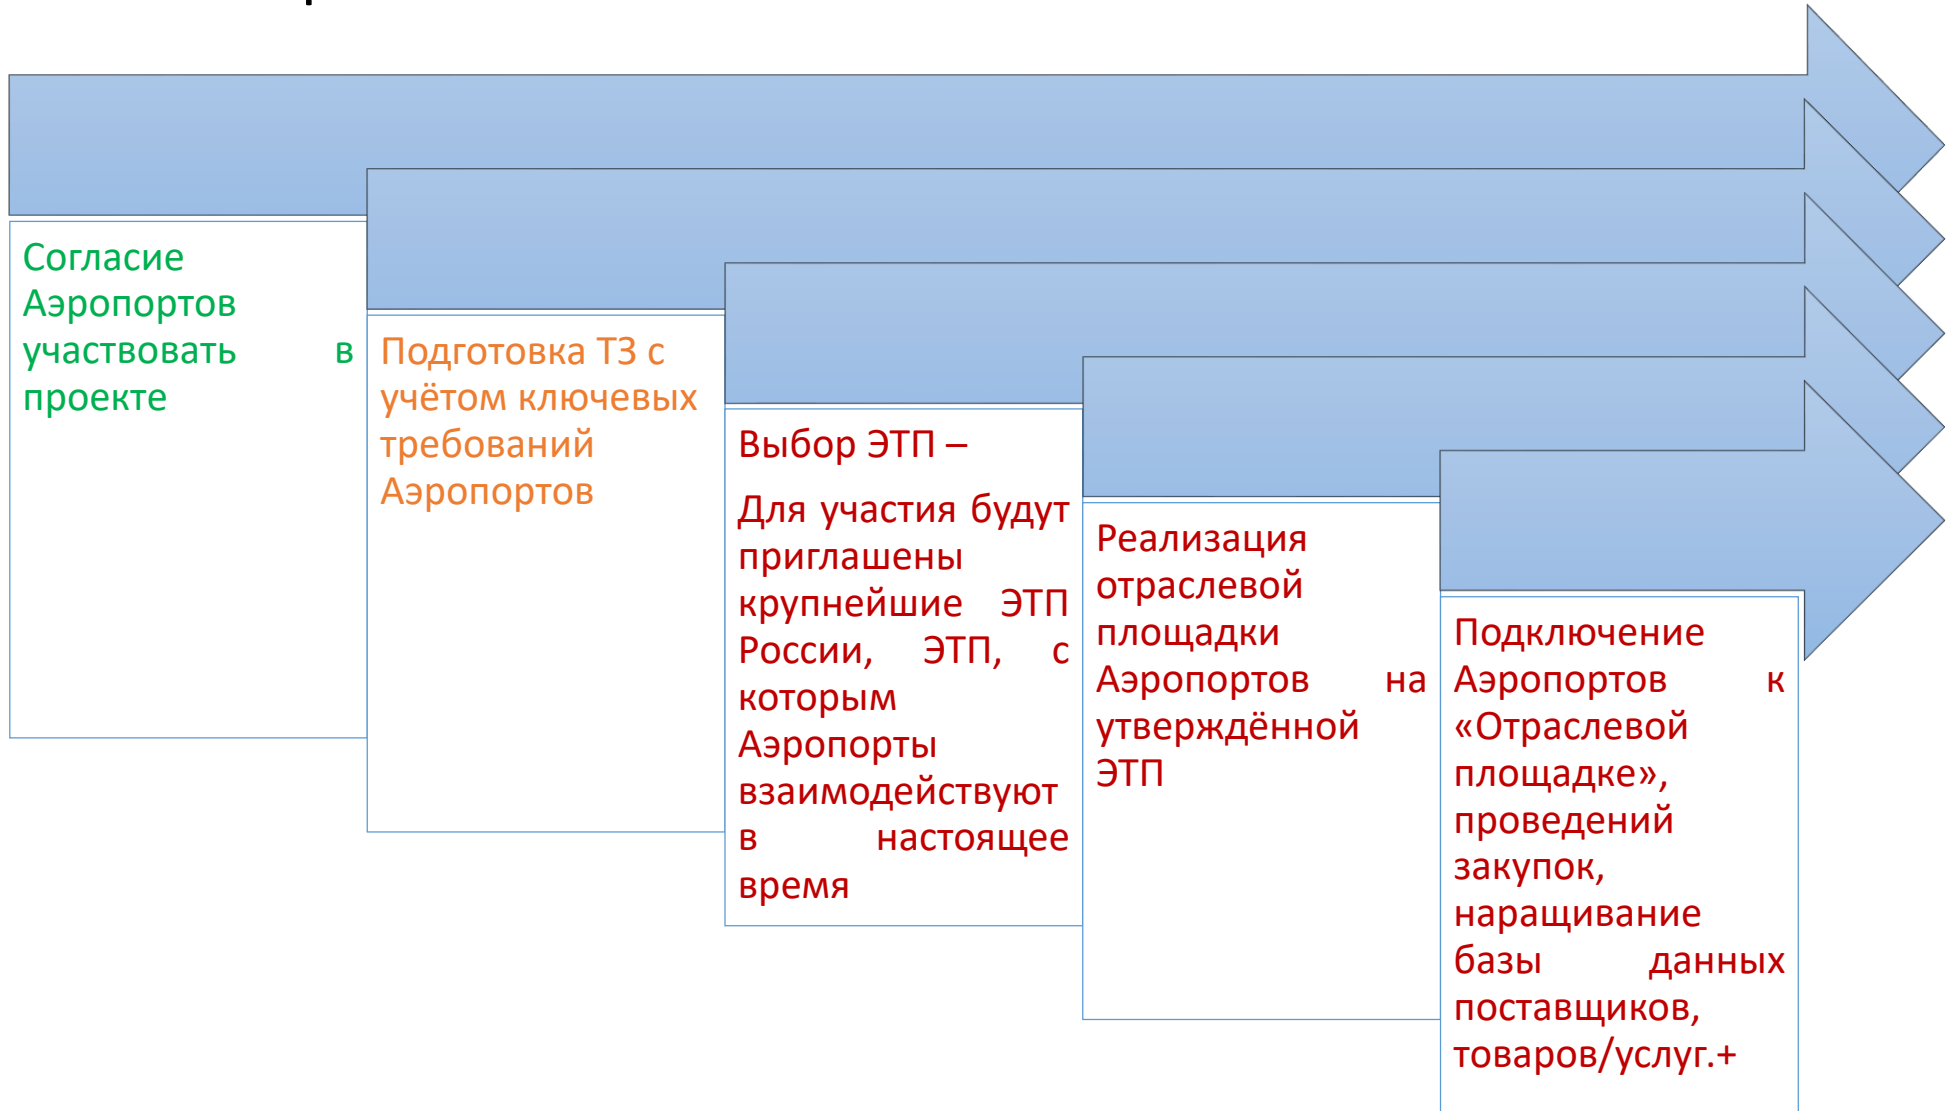 Согласие
Аэропортов
участвовать в
проекте
Подготовка ТЗ с
учётом ключевых
требований
Аэропортов
Выбор ЭТП –
Для участия будут
приглашены
крупнейшие ЭТП
России, ЭТП, с
которым
Аэропорты
взаимодействуют
в настоящее
время
Реализация
отраслевой
площадки
Аэропортов на
утверждённой
ЭТП
Подключение
Аэропортов к
«Отраслевой
площадке»,
проведений
закупок,
наращивание
базы данных
поставщиков,
товаров/услуг.+